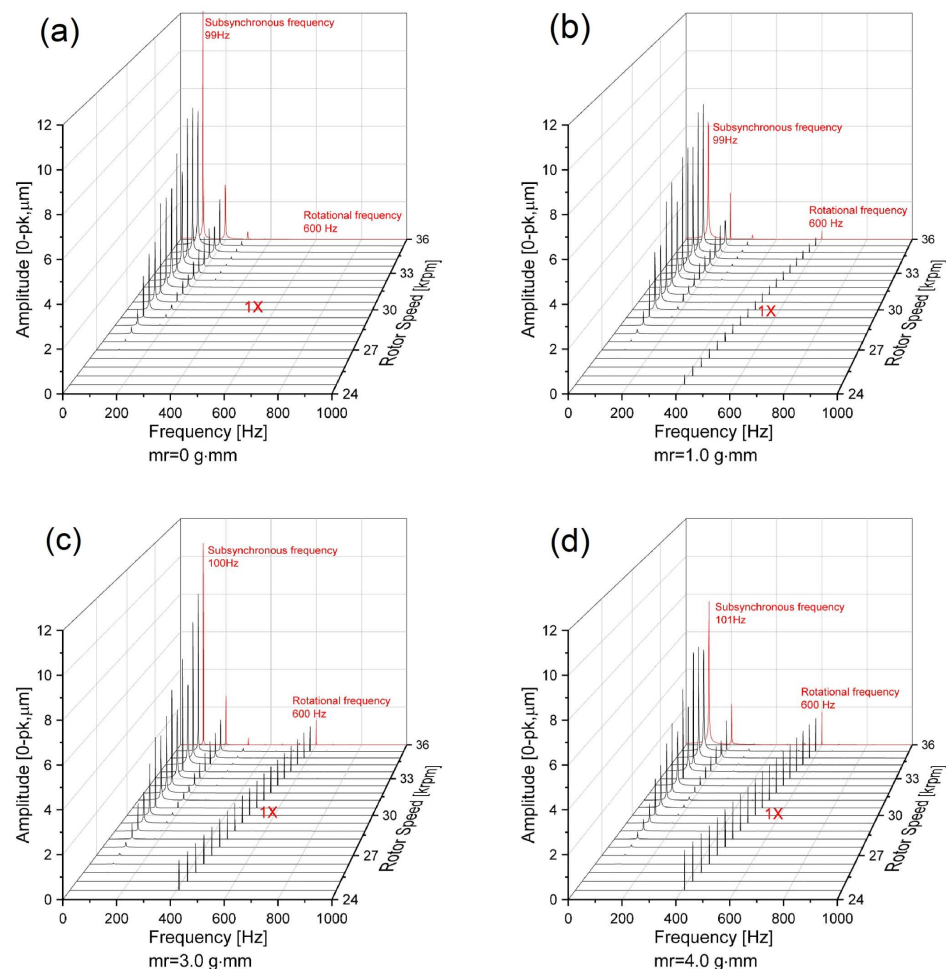 (a)
Subsynchronous frequency
99Hz
Rotational frequency
600 Hz
1X
Amplitude [0-pk,μm]
0
2
4
6
8
10
12
0 200 400 600 800 1000
Frequency [Hz]
24
27
30
33
36
Rotor Speed [krpm]
mr=0 g·mm
(b)
Subsynchronous frequency
99Hz
Rotational frequency
600 Hz
1X
Amplitude [0-pk,μm]
0
2
4
6
8
10
12
0 200 400 600 800 1000
Frequency [Hz]
24
27
30
33
36
Rotor Speed [krpm]
mr=1.0 g·mm
(c)
Subsynchronous frequency
100Hz
Rotational frequency
600 Hz
1X
Amplitude [0-pk,μm]
0
2
4
6
8
10
12
0 200 400 600 800 1000
Frequency [Hz]
24
27
30
33
36
Rotor Speed [krpm]
mr=3.0 g·mm
(d)
Subsynchronous frequency
101Hz
Rotational frequency
600 Hz
1X
Amplitude [0-pk,μm]
0
2
4
6
8
10
12
0 200 400 600 800 1000
Frequency [Hz]
24
27
30
33
36
Rotor Speed [krpm]
mr=4.0 g·mm